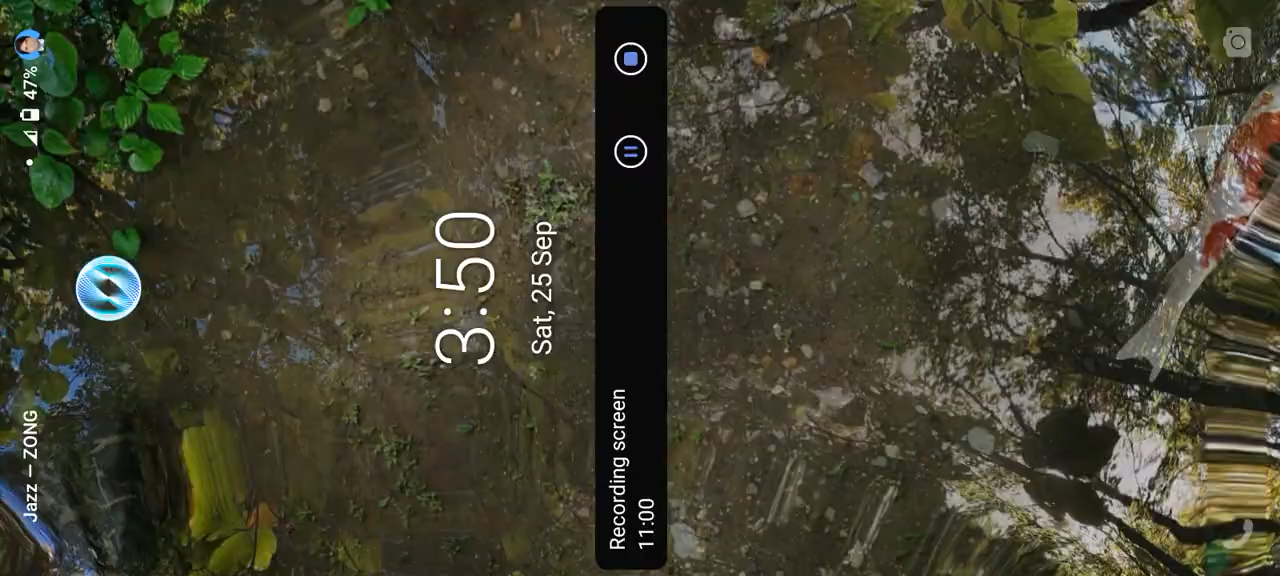 Jazz — ZONG
47%
3:50
Sat, 25 Sep
Recording screen
11:00